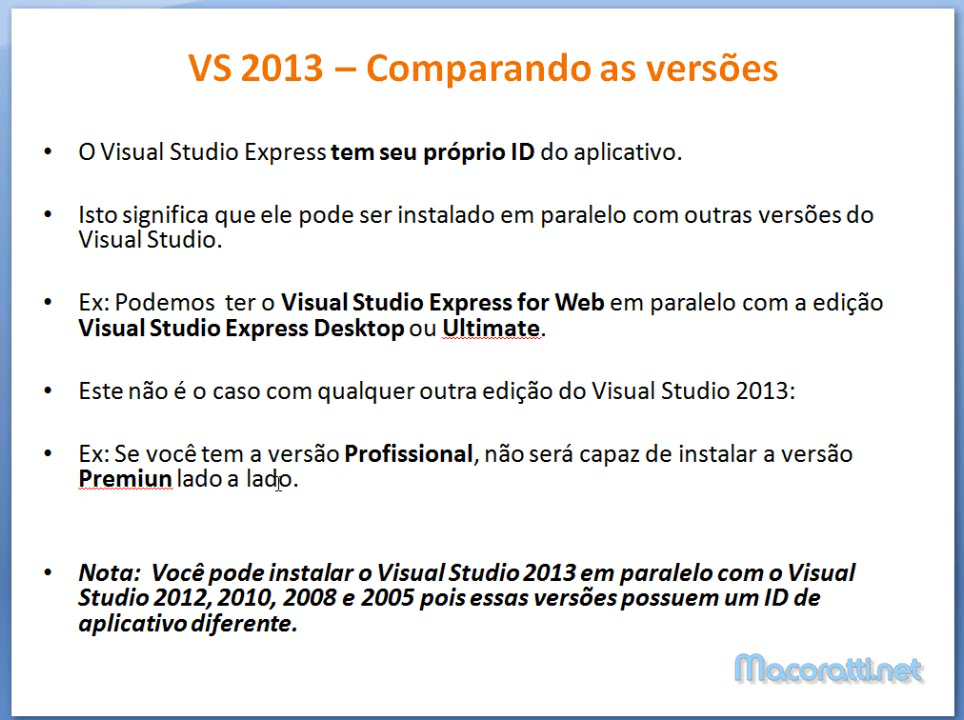 VS 2013 – Comparando as versões
• O Visual Studio Express tem seu próprio ID do aplicativo.
• Isto significa que ele pode ser instalado em paralelo com outras versões do
Visual Studio.
• Ex: Podemos ter o Visual Studio Express for Web em paralelo com a edição
Visual Studio Express Desktop ou Ultimate.
• Este não é o caso com qualquer outra edição do Visual Studio 2013:
• Ex: Se você tem a versão Profissional, não será capaz de instalar a versão
Premiun lado a lado.
• Nota: Você pode instalar o Visual Studio 2013 em paralelo com o Visual
Studio 2012, 2010, 2008 e 2005 pois essas versões possuem um ID de
aplicativo diferente.
Macoratti.net